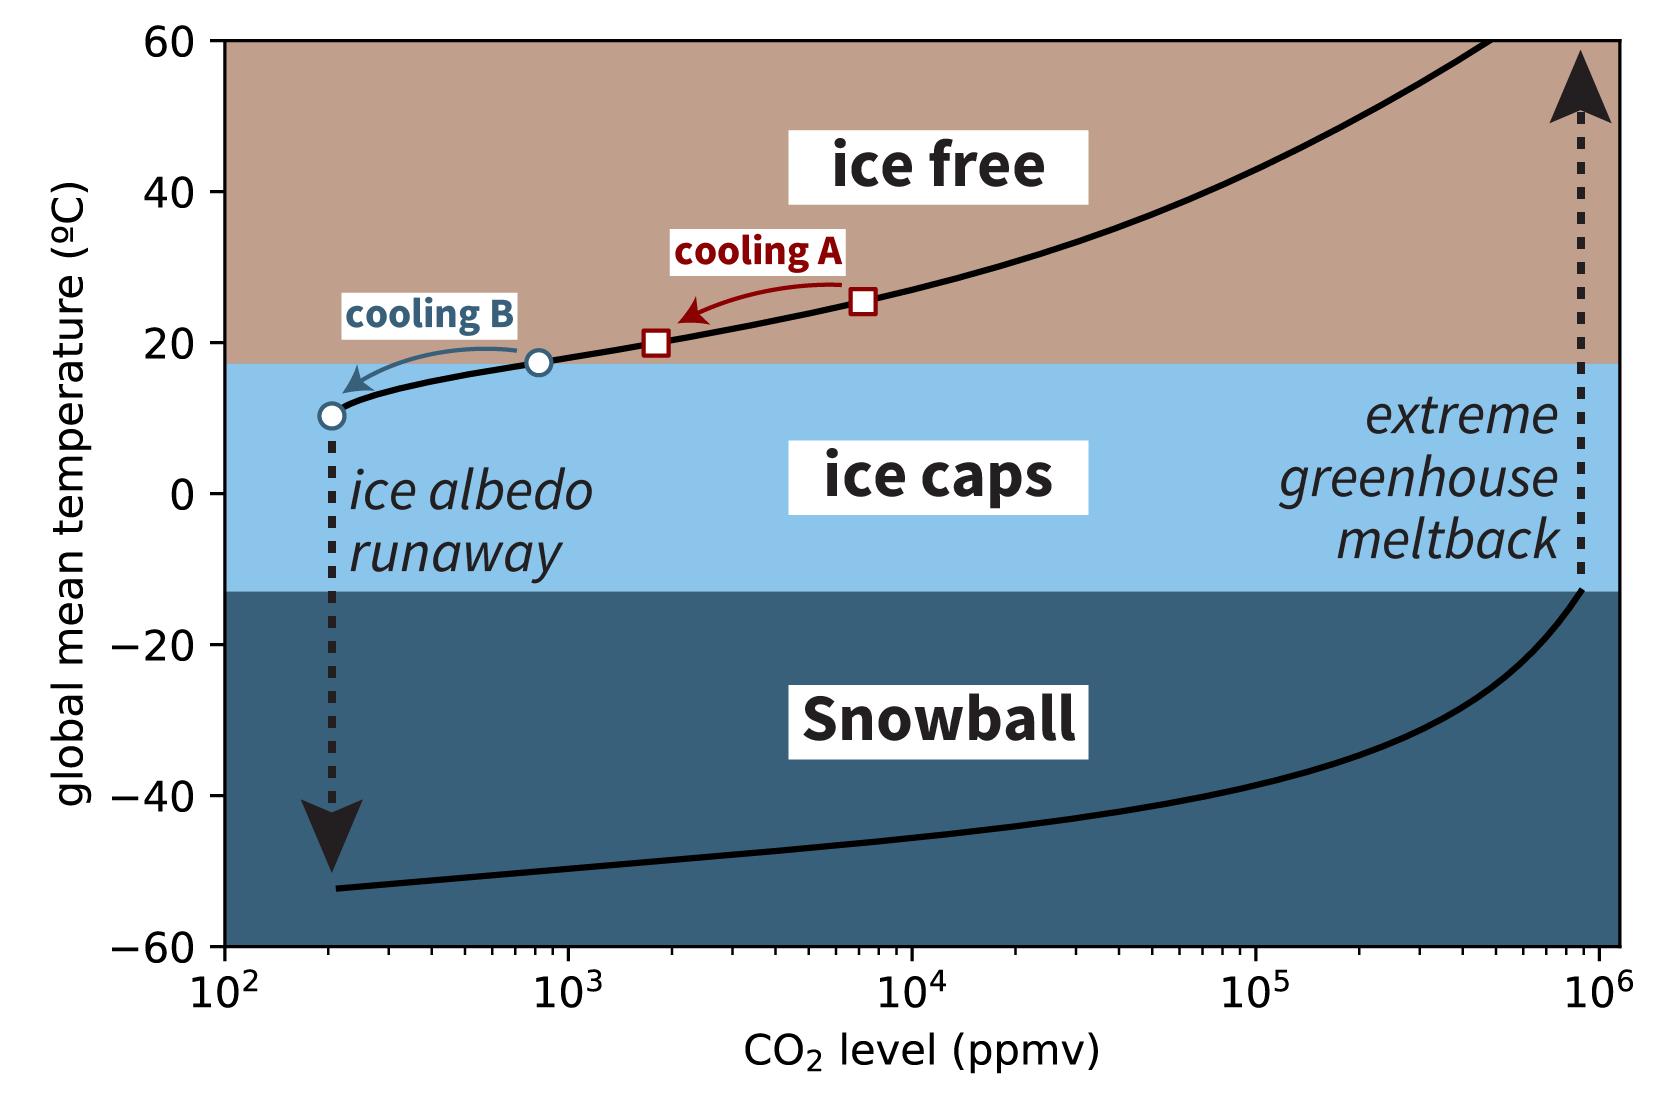 60
40
20
0
−20
−40
−60
global mean temperature (ºC)
ice free
cooling A
cooling B
extreme
greenhouse
meltback
ice caps
ice albedo
runaway
Snowball
10²
10³
10⁴
10⁵
10⁶
CO₂ level (ppmv)